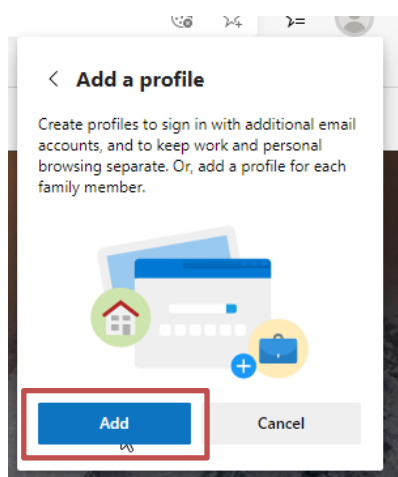 Add a profile
Create profiles to sign in with additional email
accounts, and to keep work and personal
browsing separate. Or, add a profile for each
family member.
Add
Cancel